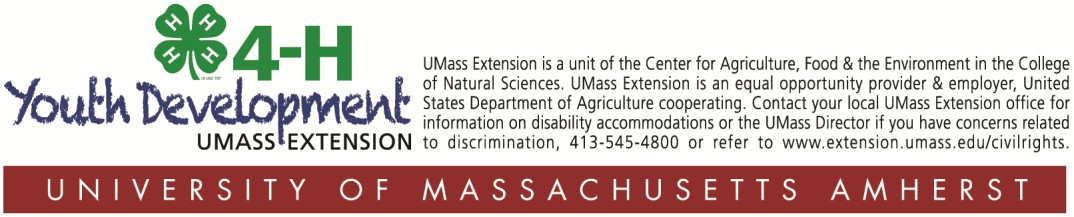 H H
H H
18 USC 707
4-H
Youth Development
UMASS EXTENSION
UMass Extension is a unit of the Center for Agriculture, Food & the Environment in the College
of Natural Sciences. UMass Extension is an equal opportunity provider & employer, United
States Department of Agriculture cooperating. Contact your local UMass Extension office for
information on disability accommodations or the UMass Director if you have concerns related
to discrimination, 413-545-4800 or refer to www.extension.umass.edu/civilrights.
UNIVERSITY OF MASSACHUSETTS AMHERST